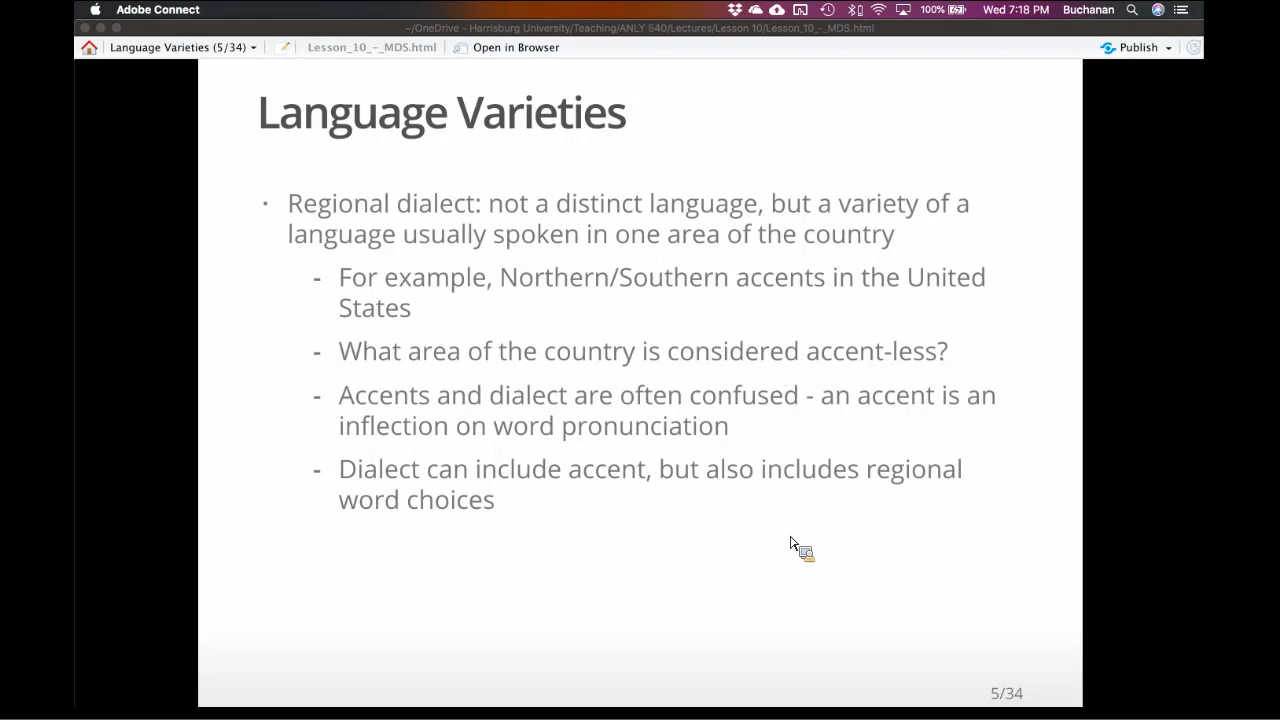 Adobe Connect
100%
Wed 7:18 PM
Buchanan
~/OneDrive - Harrisburg University/Teaching/ANLY 540/Lectures/Lesson 10/Lesson_10_-_MDS.html
Language Varieties (5/34)
Lesson_10_-_MDS.html
Open in Browser
Publish
Language Varieties
· Regional dialect: not a distinct language, but a variety of a
language usually spoken in one area of the country
- For example, Northern/Southern accents in the United
States
- What area of the country is considered accent-less?
- Accents and dialect are often confused - an accent is an
inflection on word pronunciation
- Dialect can include accent, but also includes regional
word choices
5/34